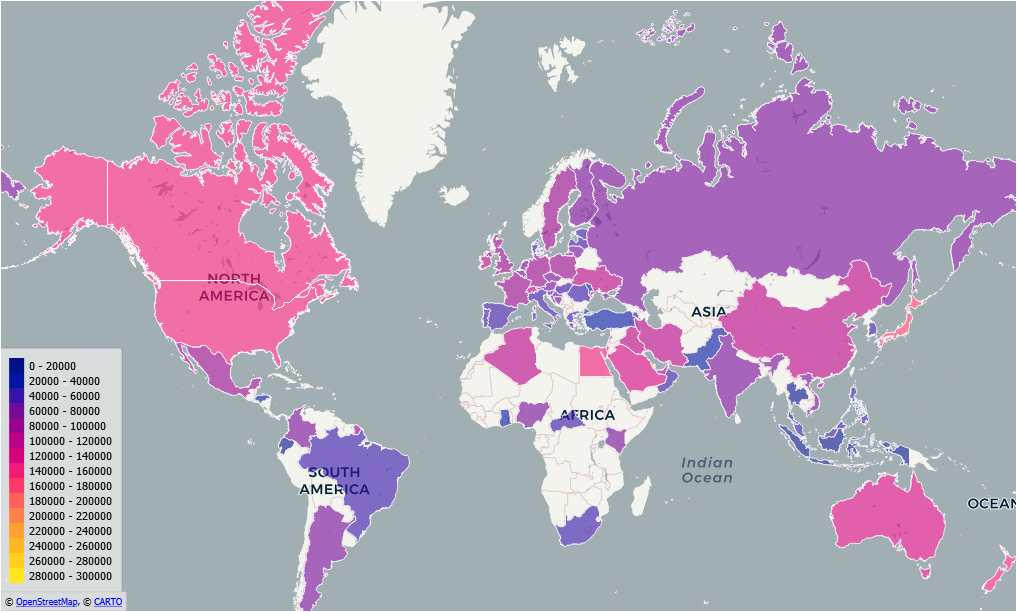 NORTH
AMERICA
ASIA
AFRICA
Indian
Ocean
SOUTH
AMERICA
OCEAN
0 - 20000
20000 - 40000
40000 - 60000
60000 - 80000
80000 - 100000
100000 - 120000
120000 - 140000
140000 - 160000
160000 - 180000
180000 - 200000
200000 - 220000
220000 - 240000
240000 - 260000
260000 - 280000
280000 - 300000
© OpenStreetMap, © CARTO